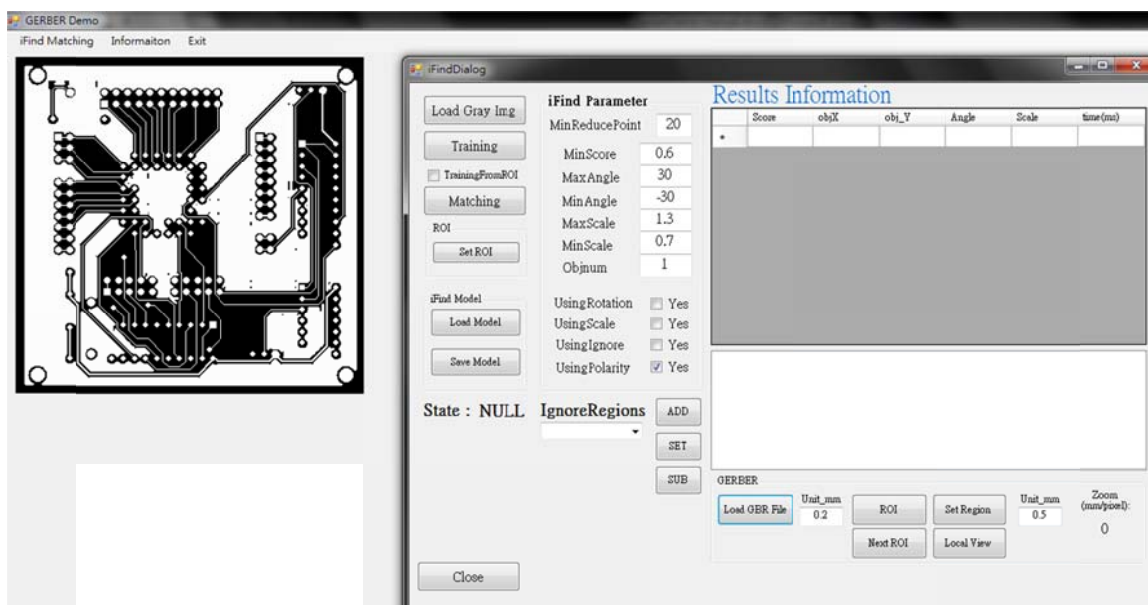 GERBER Demo
iFind Matching Informaiton Exit
iFindDialog
Load Gray Img
Training
TrainingFromROI
Matching
ROI
Set ROI
iFind Model
Load Model
Save Model
State : NULL
Close
iFind Parameter
MinReducePoint 20
MinScore 0.6
MaxAngle 30
MinAngle -30
MaxScale 1.3
MinScale 0.7
Objnum 1
UsingRotation Yes
UsingScale Yes
UsingIgnore Yes
UsingPolarity Yes
IgnoreRegions
ADD
SET
SUB
Results Information
Score objX obj_Y Angle Scale time(ms)
*
GERBER
Load GBR File
Unit_mm
0.2
ROI
Next ROI
Set Region
Local View
Unit_mm
0.5
Zoom
(mm/pixel):
0